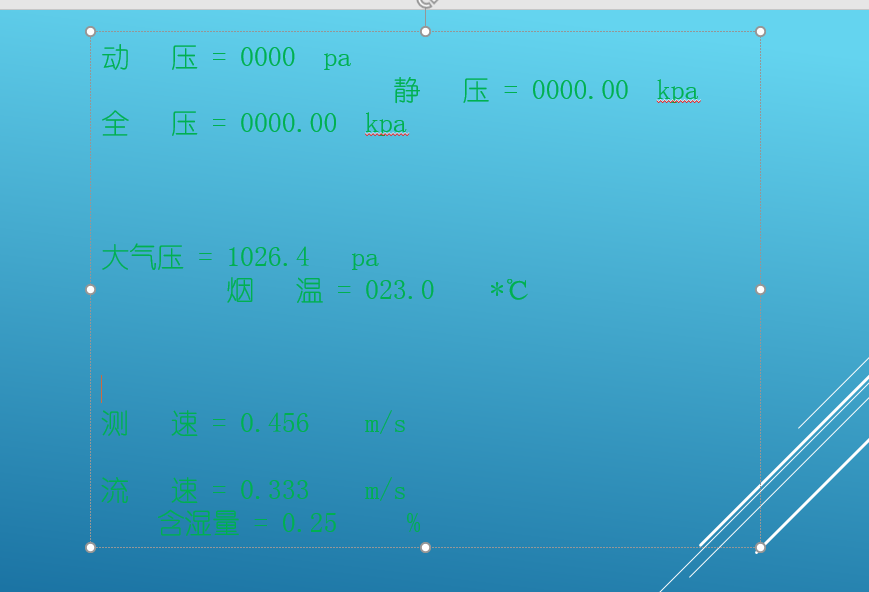 动 压 = 0000 pa
静 压 = 0000.00 kpa
全 压 = 0000.00 kpa
大气压 = 1026.4 pa
烟 温 = 023.0 *℃
测 速 = 0.456 m/s
流 速 = 0.333 m/s
含湿量 = 0.25 %